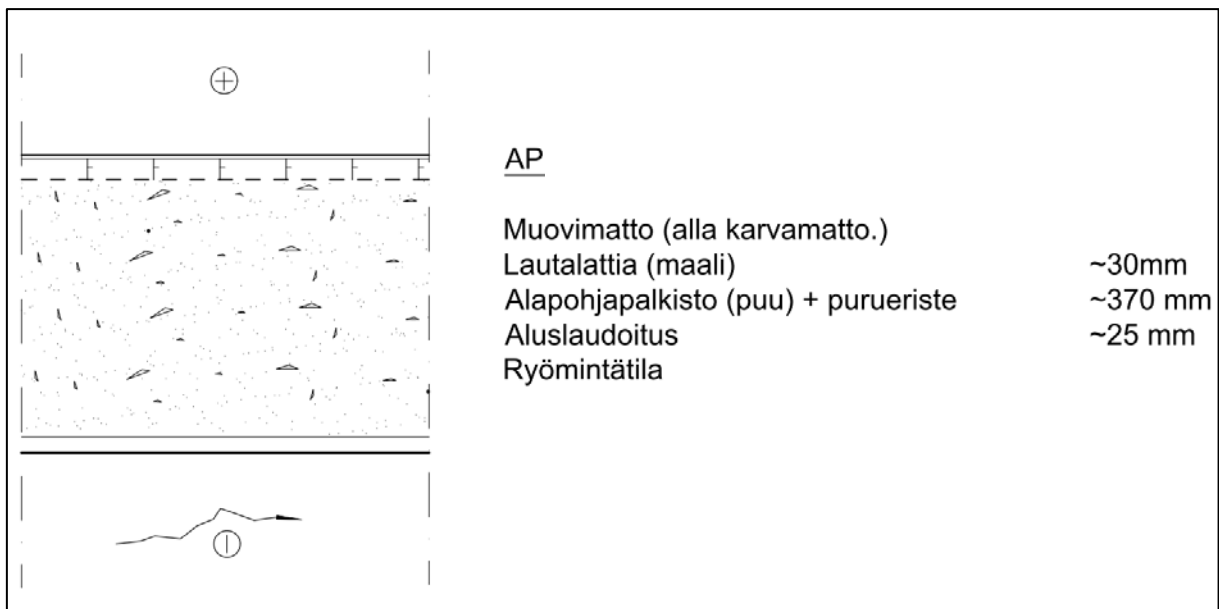 AP
Muovimatto (alla karvamatto.)
Lautalattia (maali) ~30mm
Alapohjapalkisto (puu) + purueriste ~370 mm
Aluslaudoitus ~25 mm
Ryömintätila